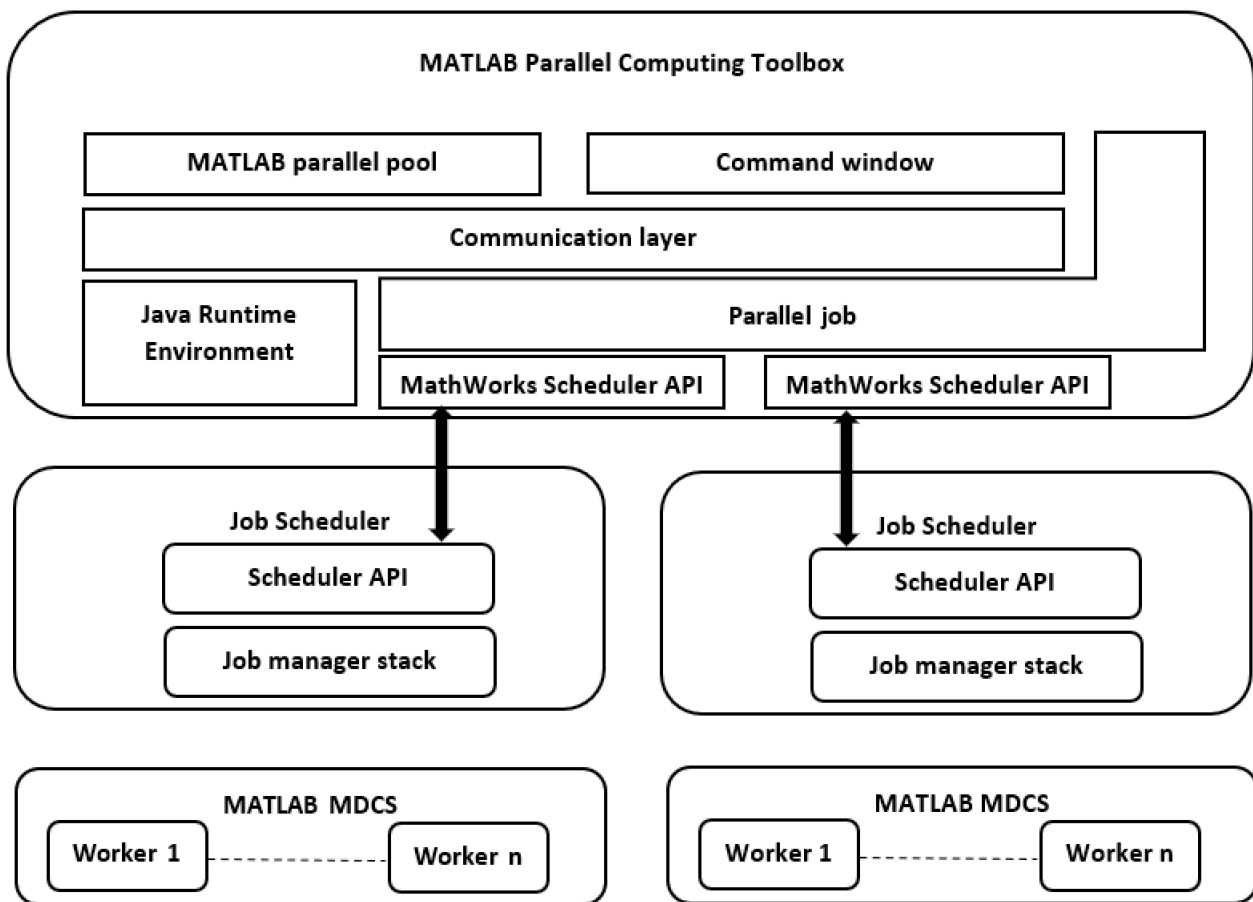 MATLAB Parallel Computing Toolbox
MATLAB parallel pool
Command window
Communication layer
Java Runtime
Environment
Parallel job
MathWorks Scheduler API
MathWorks Scheduler API
Job Scheduler
Scheduler API
Job manager stack
Job Scheduler
Scheduler API
Job manager stack
MATLAB MDCS
Worker 1
Worker n
MATLAB MDCS
Worker 1
Worker n